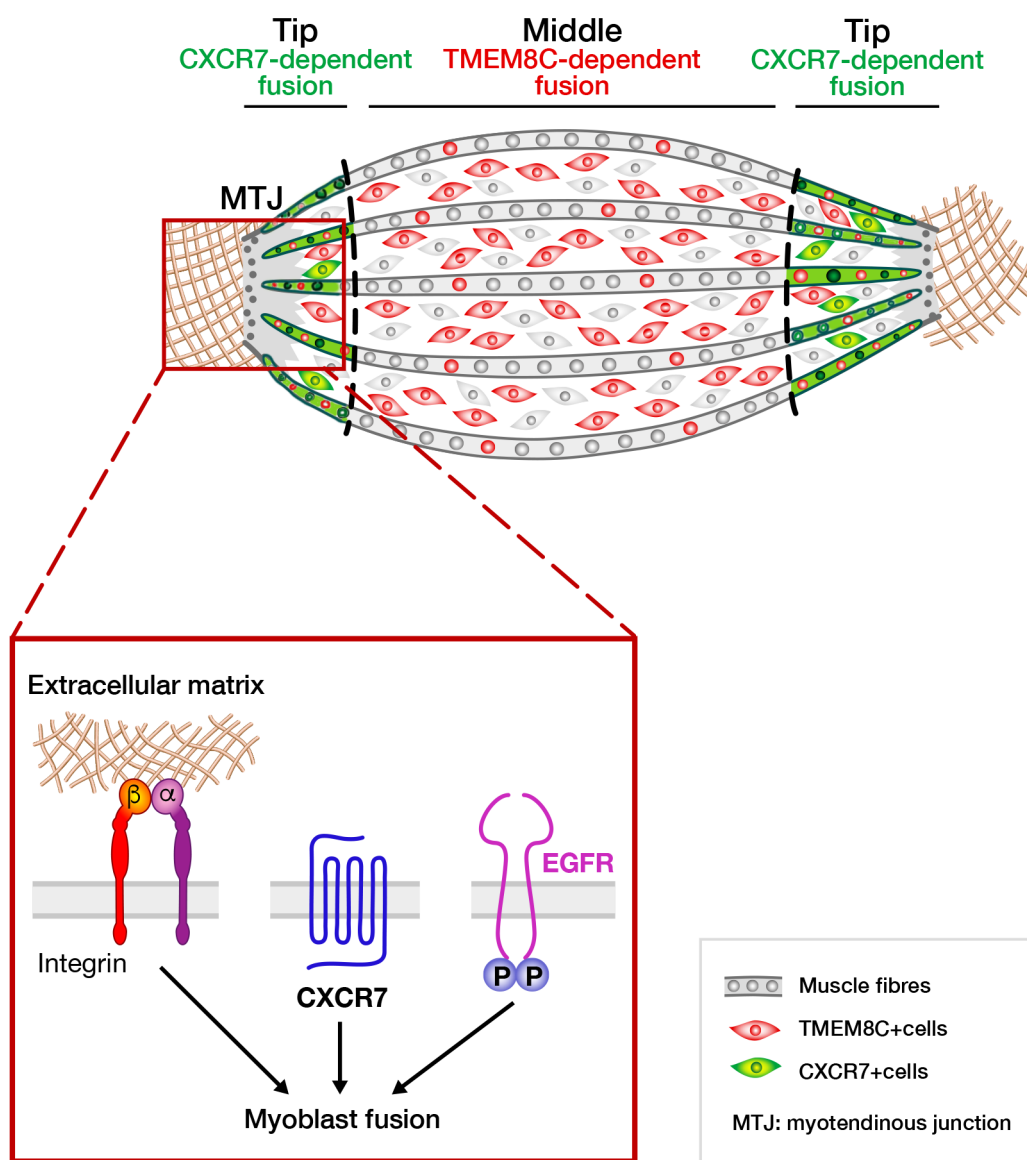 Tip
CXCR7-dependent
fusion
Middle
TMEM8C-dependent
fusion
Tip
CXCR7-dependent
fusion
MTJ
Extracellular matrix
β α
EGFR
P P
Integrin
CXCR7
Myoblast fusion
Muscle fibres
TMEM8C+cells
CXCR7+cells
MTJ: myotendinous junction